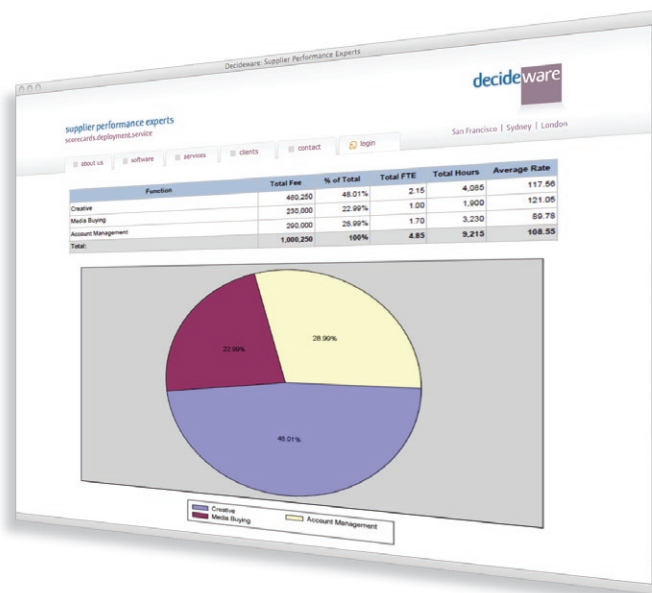 Decideware: Supplier Performance Experts
decideware
supplier performance experts
scorecards.deployment.service
San Francisco | Sydney | London
about us software services clients contact login
Function Total Fee % of Total Total FTE Total Hours Average Rate
Creative 480,250 48.01% 2.15 4,085 117.56
Media Buying 230,000 22.99% 1.00 1,900 121.05
Account Management 290,000 28.99% 1.70 3,230 89.78
Total: 1,000,250 100% 4.85 9,215 108.55
22.99%
28.99%
48.01%
Creative
Media Buying
Account Management